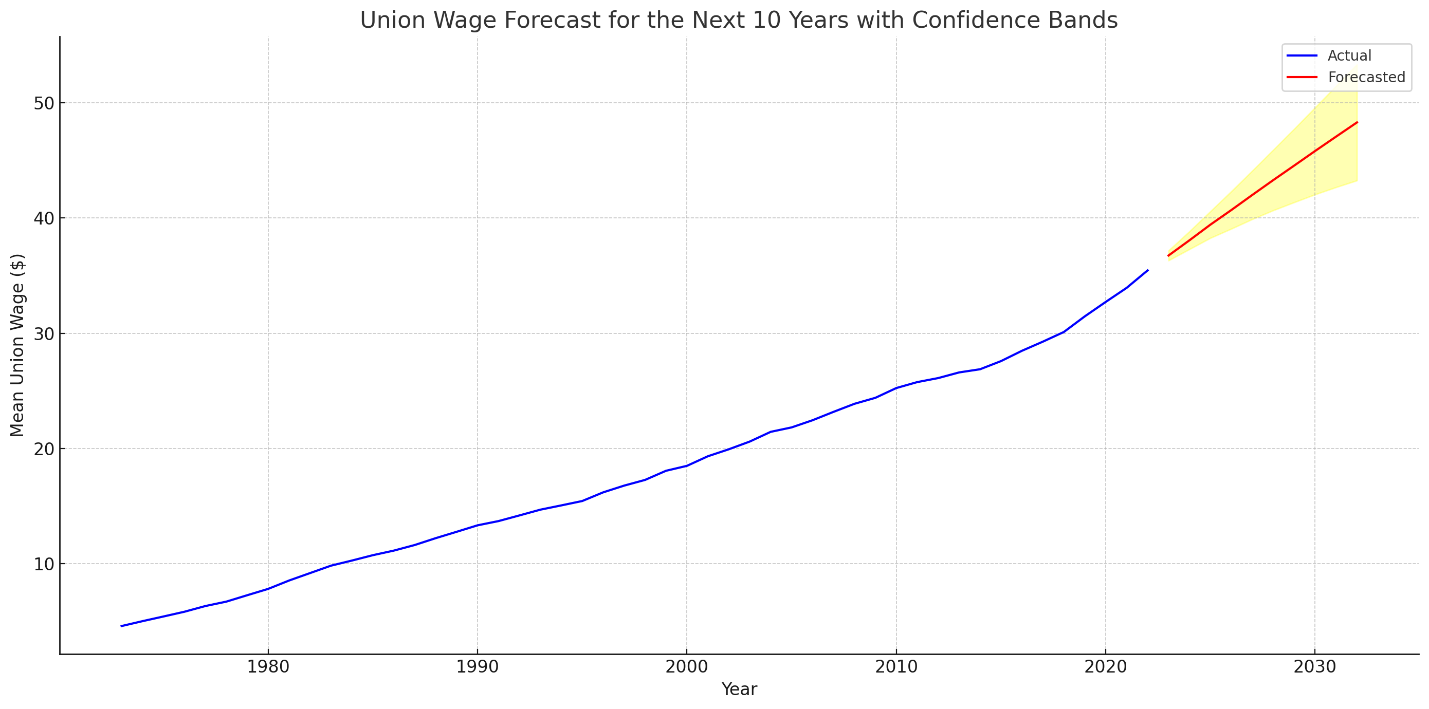 Union Wage Forecast for the Next 10 Years with Confidence Bands
Actual
Forecasted
50
40
30
20
10
Mean Union Wage ($)
1980 1990 2000 2010 2020 2030
Year